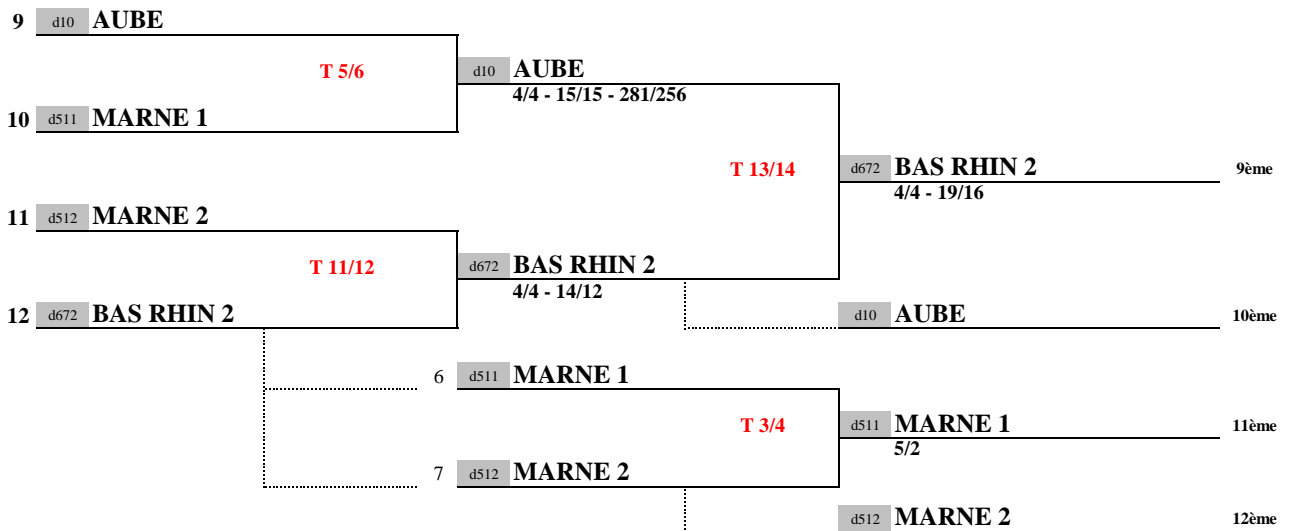 9 d10 AUBE
T 5/6 d10 AUBE
4/4 - 15/15 - 281/256
10 d511 MARNE 1
T 13/14 d672 BAS RHIN 2 9ème
4/4 - 19/16
11 d512 MARNE 2
T 11/12 d672 BAS RHIN 2
4/4 - 14/12
12 d672 BAS RHIN 2 d10 AUBE 10ème
6 d511 MARNE 1
T 3/4 d511 MARNE 1 11ème
5/2
7 d512 MARNE 2
d512 MARNE 2 12ème